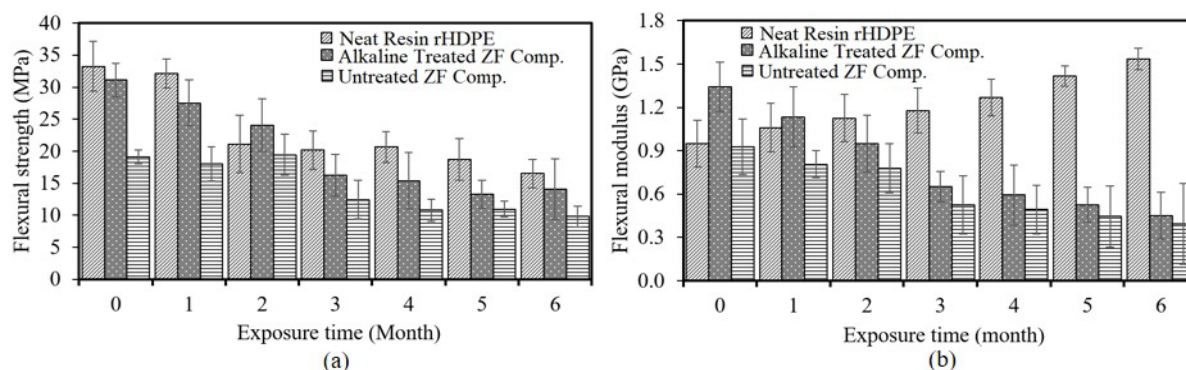 40
35
30
25
20
15
10
5
0
Flexural strength (MPa)
Neat Resin rHDPE
Alkaline Treated ZF Comp.
Untreated ZF Comp.
0 1 2 3 4 5 6
Exposure time (Month)
(a)
1.8
1.5
1.2
0.9
0.6
0.3
0.0
Flexural modulus (GPa)
Neat Resin rHDPE
Alkaline Treated ZF Comp.
Untreated ZF Comp.
0 1 2 3 4 5 6
Exposure time (month)
(b)